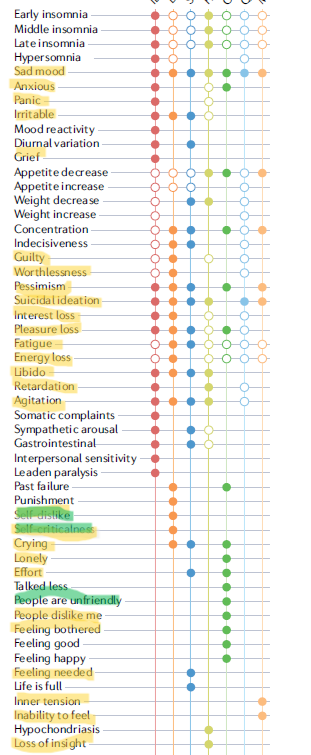 Early insomnia
Middle insomnia
Late insomnia
Hypersomnia
Sad mood
Anxious
Panic
Irritable
Mood reactivity
Diurnal variation
Grief
Appetite decrease
Appetite increase
Weight decrease
Weight increase
Concentration
Indecisiveness
Guilty
Worthlessness
Pessimism
Suicidal ideation
Interest loss
Pleasure loss
Fatigue
Energy loss
Libido
Retardation
Agitation
Somatic complaints
Sympathetic arousal
Gastrointestinal
Interpersonal sensitivity
Leaden paralysis
Past failure
Punishment
Self-dislike
Self-criticalness
Crying
Lonely
Effort
Talked less
People are unfriendly
People dislike me
Feeling bothered
Feeling good
Feeling happy
Feeling needed
Life is full
Inner tension
Inability to feel
Hypochondriasis
Loss of insight